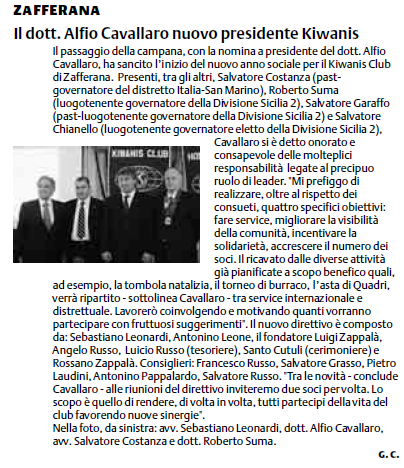 ZAFFERANA
Il dott. Alfio Cavallaro nuovo presidente Kiwanis
Il passaggio della campana, con la nomina a presidente del dott. Alfio
Cavallaro, ha sancito l'inizio del nuovo anno sociale per il Kiwanis Club
di Zafferana. Presenti, tra gli altri, Salvatore Costanza (past-
governatore del distretto Italia-San Marino), Roberto Suma
(luogotenente governatore della Divisione Sicilia 2), Salvatore Garaffo
(past-luogotenente governatore della Divisione Sicilia 2) e Salvatore
Chianello (luogotenente governatore eletto della Divisione Sicilia 2),
Cavallaro si è detto onorato e
consapevole delle molteplici
responsabilità legate al precipuo
ruolo di leader. "Mi prefiggo di
realizzare, oltre al rispetto dei
consueti, quattro specifici obiettivi:
fare service, migliorare la visibilità
della comunità, incentivare la
solidarietà, accrescere il numero dei
soci. Il ricavato dalle diverse attività
già pianificate a scopo benefico quali,
ad esempio, la tombola natalizia, il torneo di burraco, l'asta di Quadri,
verrà ripartito - sottolinea Cavallaro - tra service internazionale e
distrettuale. Lavorerò coinvolgendo e motivando quanti vorranno
partecipare con fruttuosi suggerimenti". Il nuovo direttivo è composto
da: Sebastiano Leonardi, Antonino Leone, il fondatore Luigi Zappalà,
Angelo Russo, Luicio Russo (tesoriere), Santo Cutuli (cerimoniere) e
Rossano Zappalà. Consiglieri: Francesco Russo, Salvatore Grasso, Pietro
Laudini, Antonino Pappalardo, Salvatore Russo. "Tra le novità - conclude
Cavallaro - alle riunioni del direttivo inviteremo due soci per volta. Lo
scopo è quello di rendere, di volta in volta, tutti partecipi della vita del
club favorendo nuove sinergie".
Nella foto, da sinistra: avv. Sebastiano Leonardi, dott. Alfio Cavallaro,
avv. Salvatore Costanza e dott. Roberto Suma.
G. C.
KIWANIS CLUB